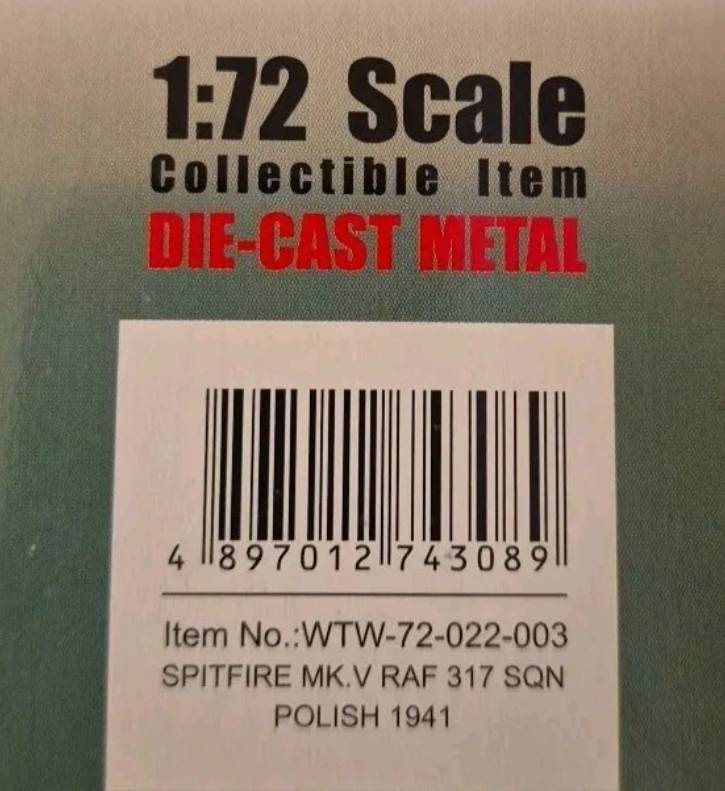 1:72 Scale
Collectible Item
DIE-CAST METAL
4 897012 743089
Item No.:WTW-72-022-003
SPITFIRE MK.V RAF 317 SQN
POLISH 1941